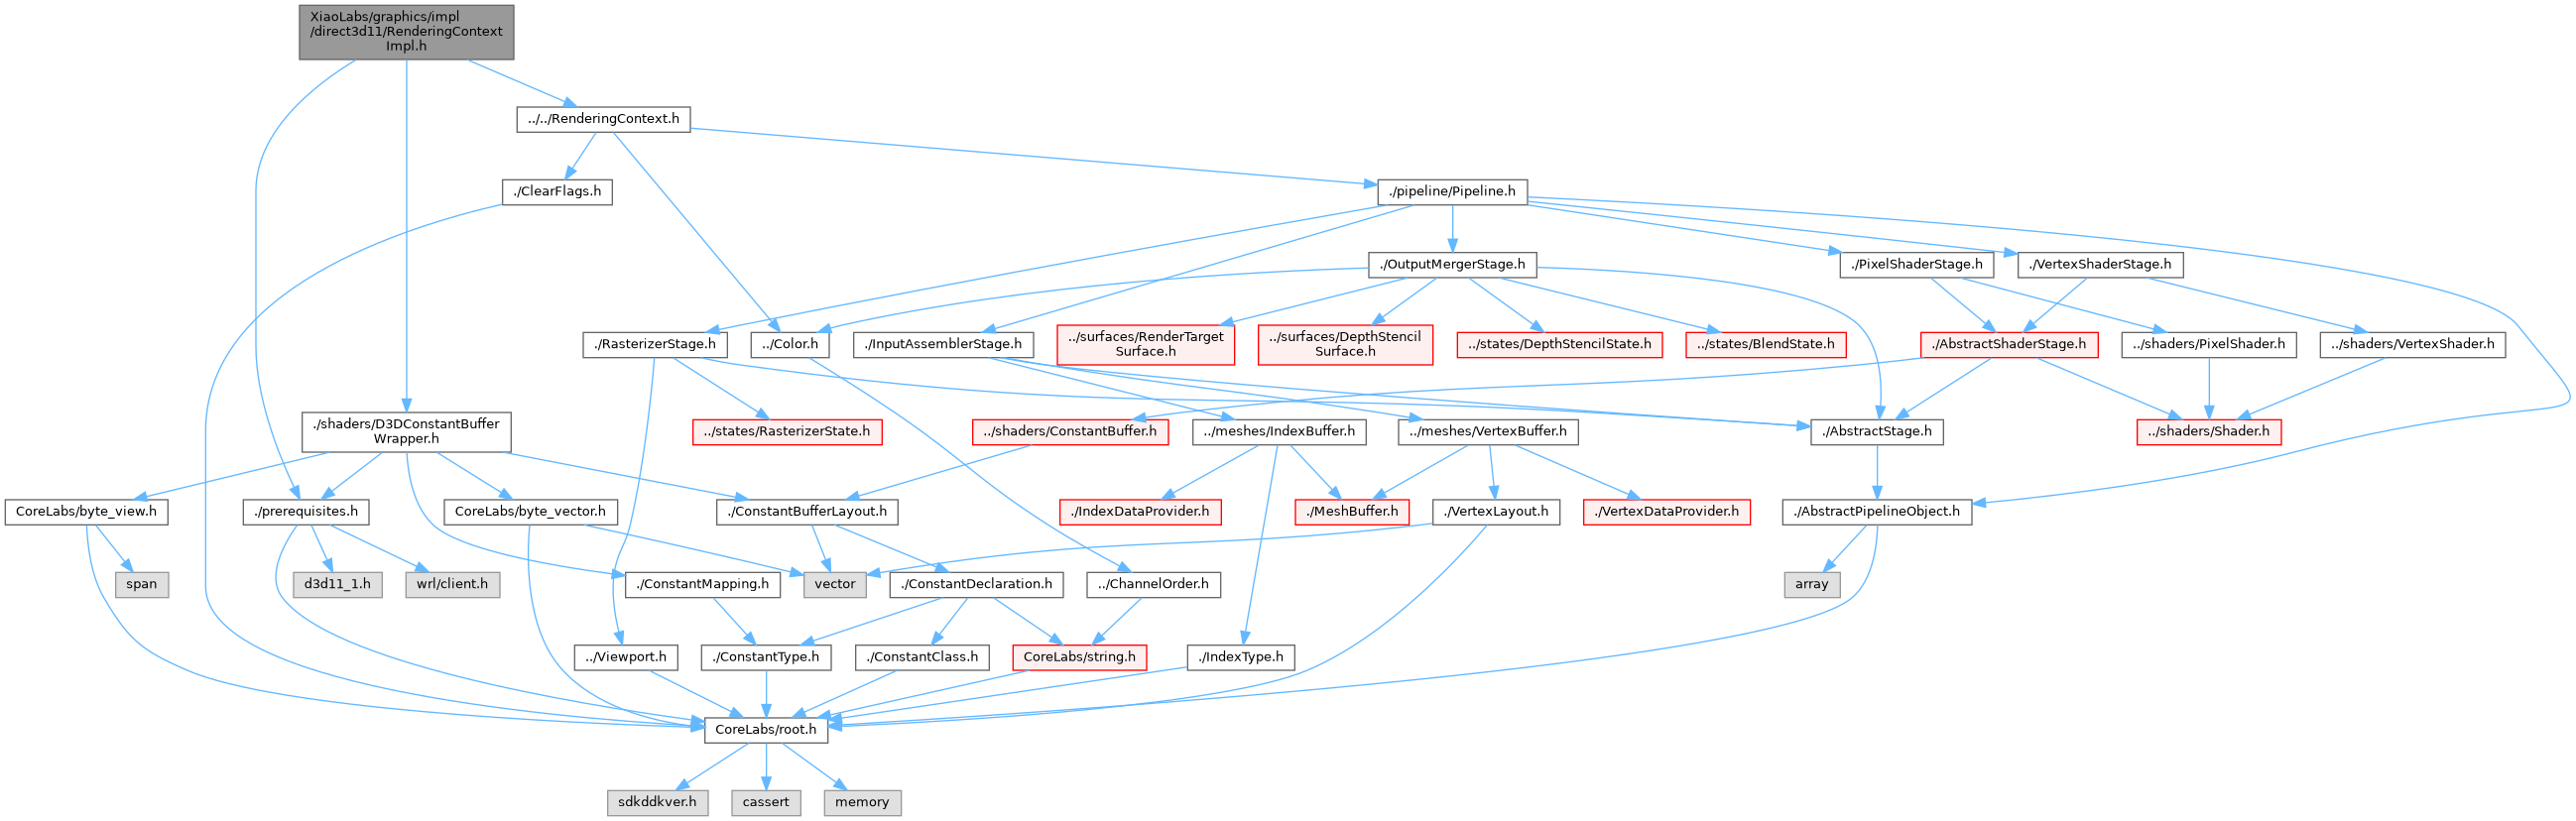 XiaoLabs/graphics/impl
/direct3d11/RenderingContext
Impl.h
../../RenderingContext.h
./ClearFlags.h
./pipeline/Pipeline.h
./OutputMergerStage.h
./PixelShaderStage.h
./VertexShaderStage.h
./RasterizerStage.h
../Color.h
./InputAssemblerStage.h
../surfaces/RenderTarget
Surface.h
../surfaces/DepthStencil
Surface.h
../states/DepthStencilState.h
../states/BlendState.h
./AbstractShaderStage.h
../shaders/PixelShader.h
../shaders/VertexShader.h
./shaders/D3DConstantBuffer
Wrapper.h
../states/RasterizerState.h
../shaders/ConstantBuffer.h
../meshes/IndexBuffer.h
../meshes/VertexBuffer.h
./AbstractStage.h
../shaders/Shader.h
CoreLabs/byte_view.h
./prerequisites.h
CoreLabs/byte_vector.h
./ConstantBufferLayout.h
./IndexDataProvider.h
./MeshBuffer.h
./VertexLayout.h
./VertexDataProvider.h
./AbstractPipelineObject.h
span
d3d11_1.h
wrl/client.h
./ConstantMapping.h
vector
./ConstantDeclaration.h
../ChannelOrder.h
array
../Viewport.h
./ConstantType.h
./ConstantClass.h
CoreLabs/string.h
./IndexType.h
CoreLabs/root.h
sdkddkver.h
cassert
memory